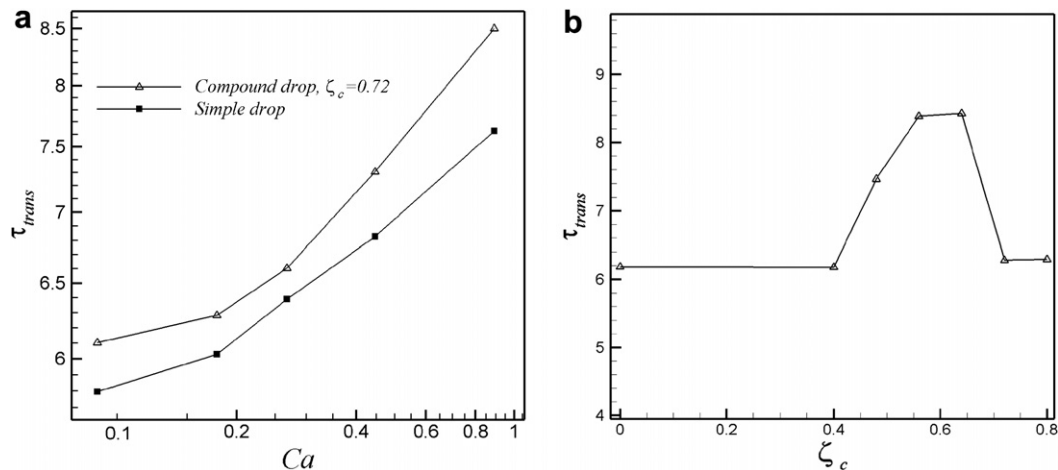 a
8.5
8
7.5
7
6.5
6
τtrans
Compound drop, ζc=0.72
Simple drop
0.1 0.2 0.4 0.6 0.8 1
Ca
b
9
8
7
6
5
4
τtrans
0 0.2 0.4 0.6 0.8
ζc